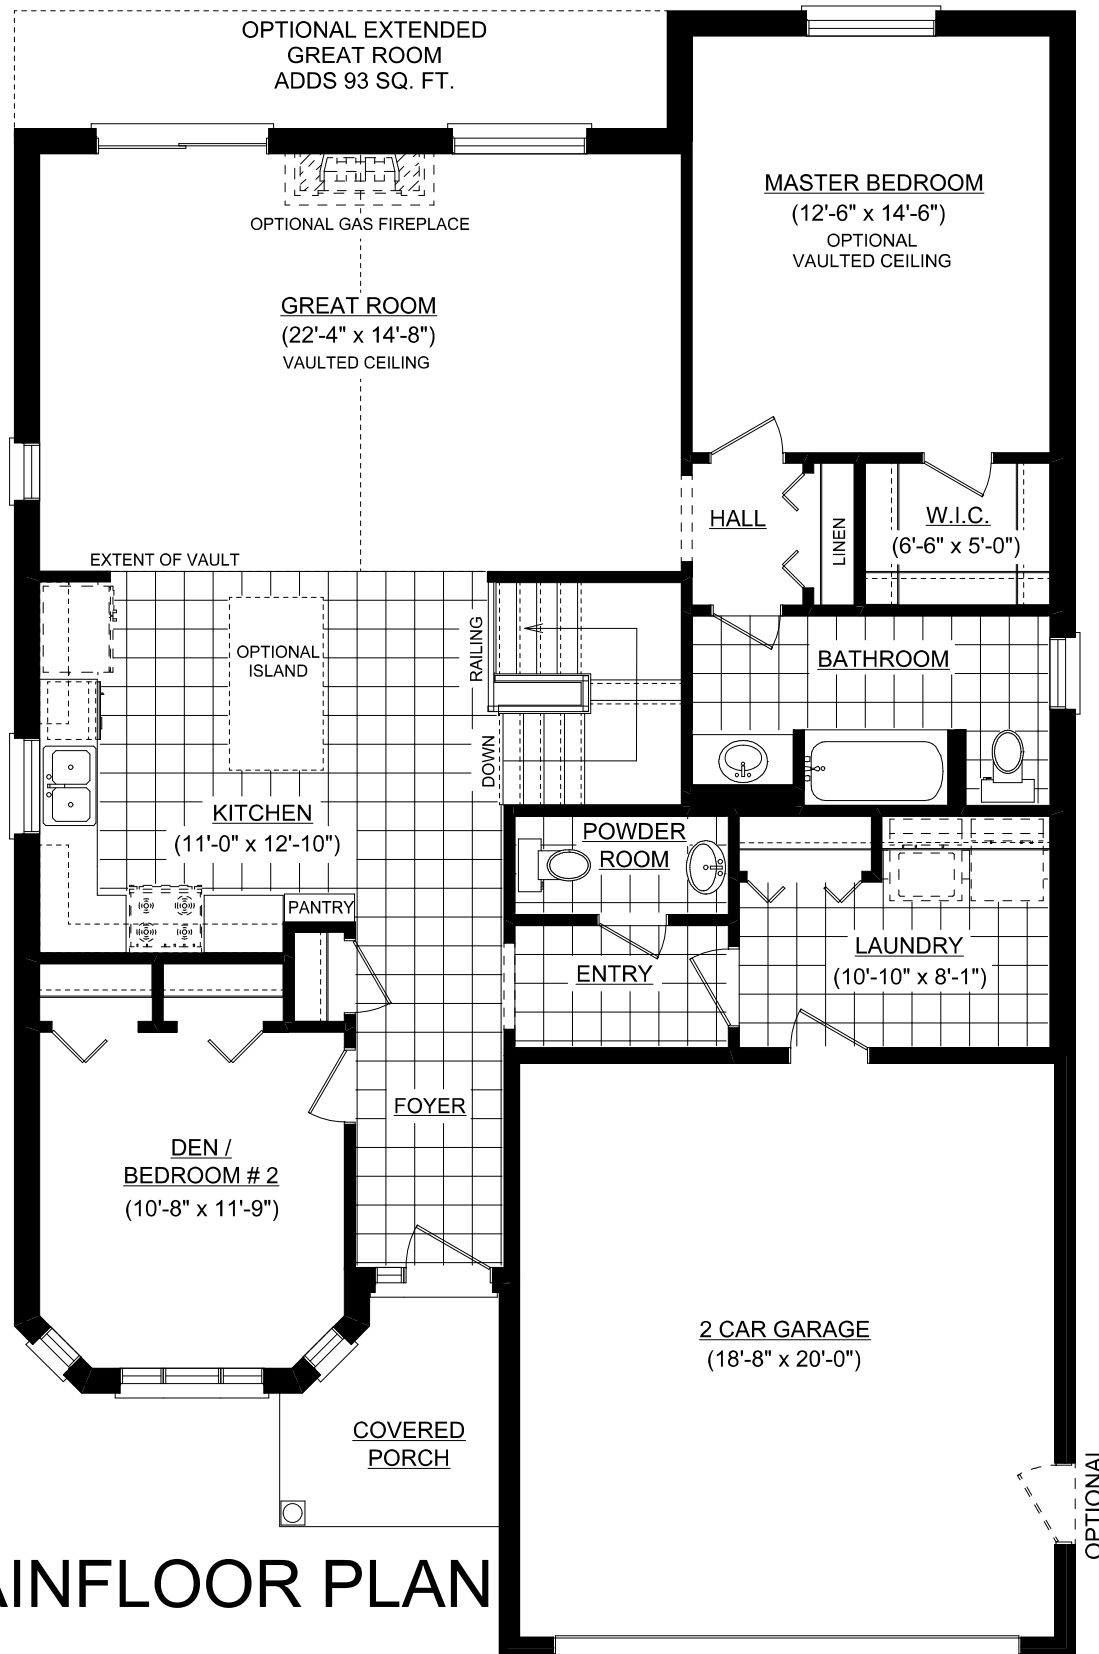 OPTIONAL EXTENDED
GREAT ROOM
ADDS 93 SQ. FT.
MASTER BEDROOM
(12'-6" x 14'-6")
OPTIONAL
VAULTED CEILING
OPTIONAL GAS FIREPLACE
GREAT ROOM
(22'-4" x 14'-8")
VAULTED CEILING
HALL
LINEN
W.I.C.
(6'-6" x 5'-0")
EXTENT OF VAULT
OPTIONAL
ISLAND
RAILING
DOWN
BATHROOM
KITCHEN
(11'-0" x 12'-10")
POWDER
ROOM
PANTRY
ENTRY
LAUNDRY
(10'-10" x 8'-1")
FOYER
DEN /
BEDROOM # 2
(10'-8" x 11'-9")
2 CAR GARAGE
(18'-8" x 20'-0")
COVERED
PORCH
OPTIONAL
AINFLOOR PLAN